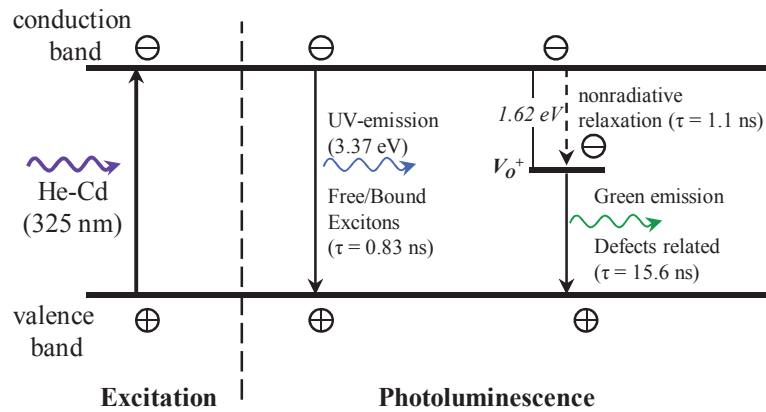 conduction
band
⊖
⊖
⊖
1.62 eV
nonradiative
relaxation (τ = 1.1 ns)
UV-emission
(3.37 eV)
⊖
V_O^+
He-Cd
(325 nm)
Free/Bound
Excitons
(τ = 0.83 ns)
Green emission
Defects related
(τ = 15.6 ns)
valence
band
⊕
⊕
⊕
Excitation
Photoluminescence